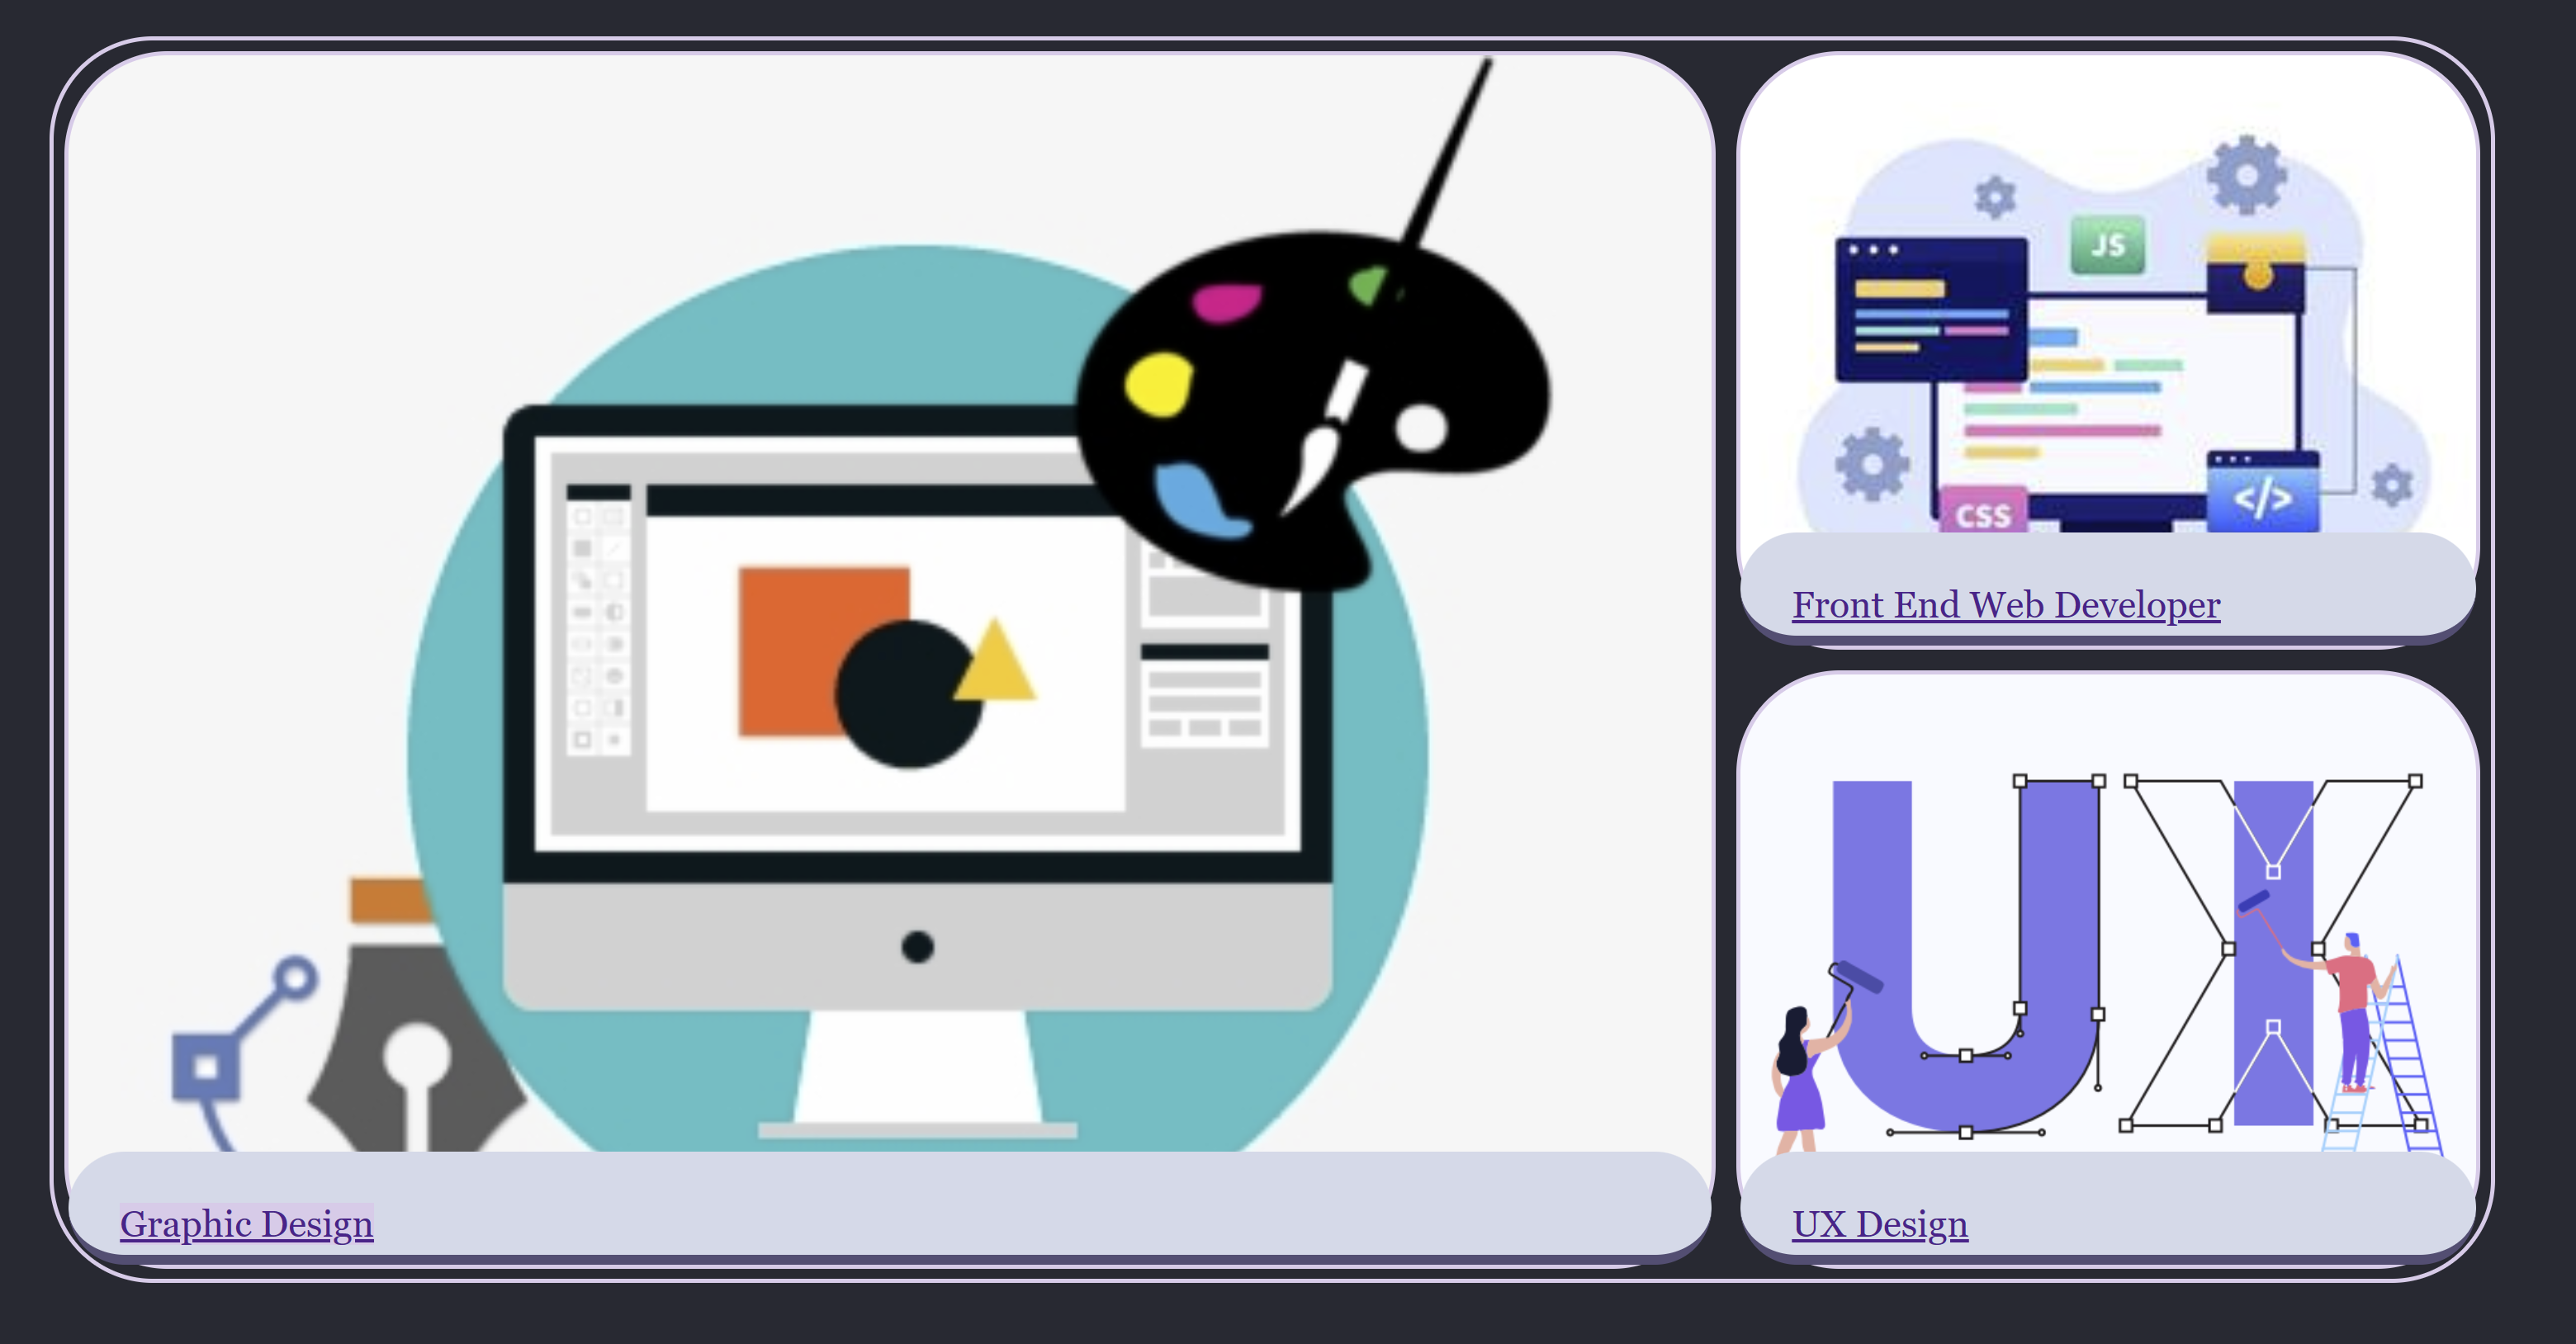 JS
CSS
</>
Front End Web Developer
UX
Graphic Design
UX Design